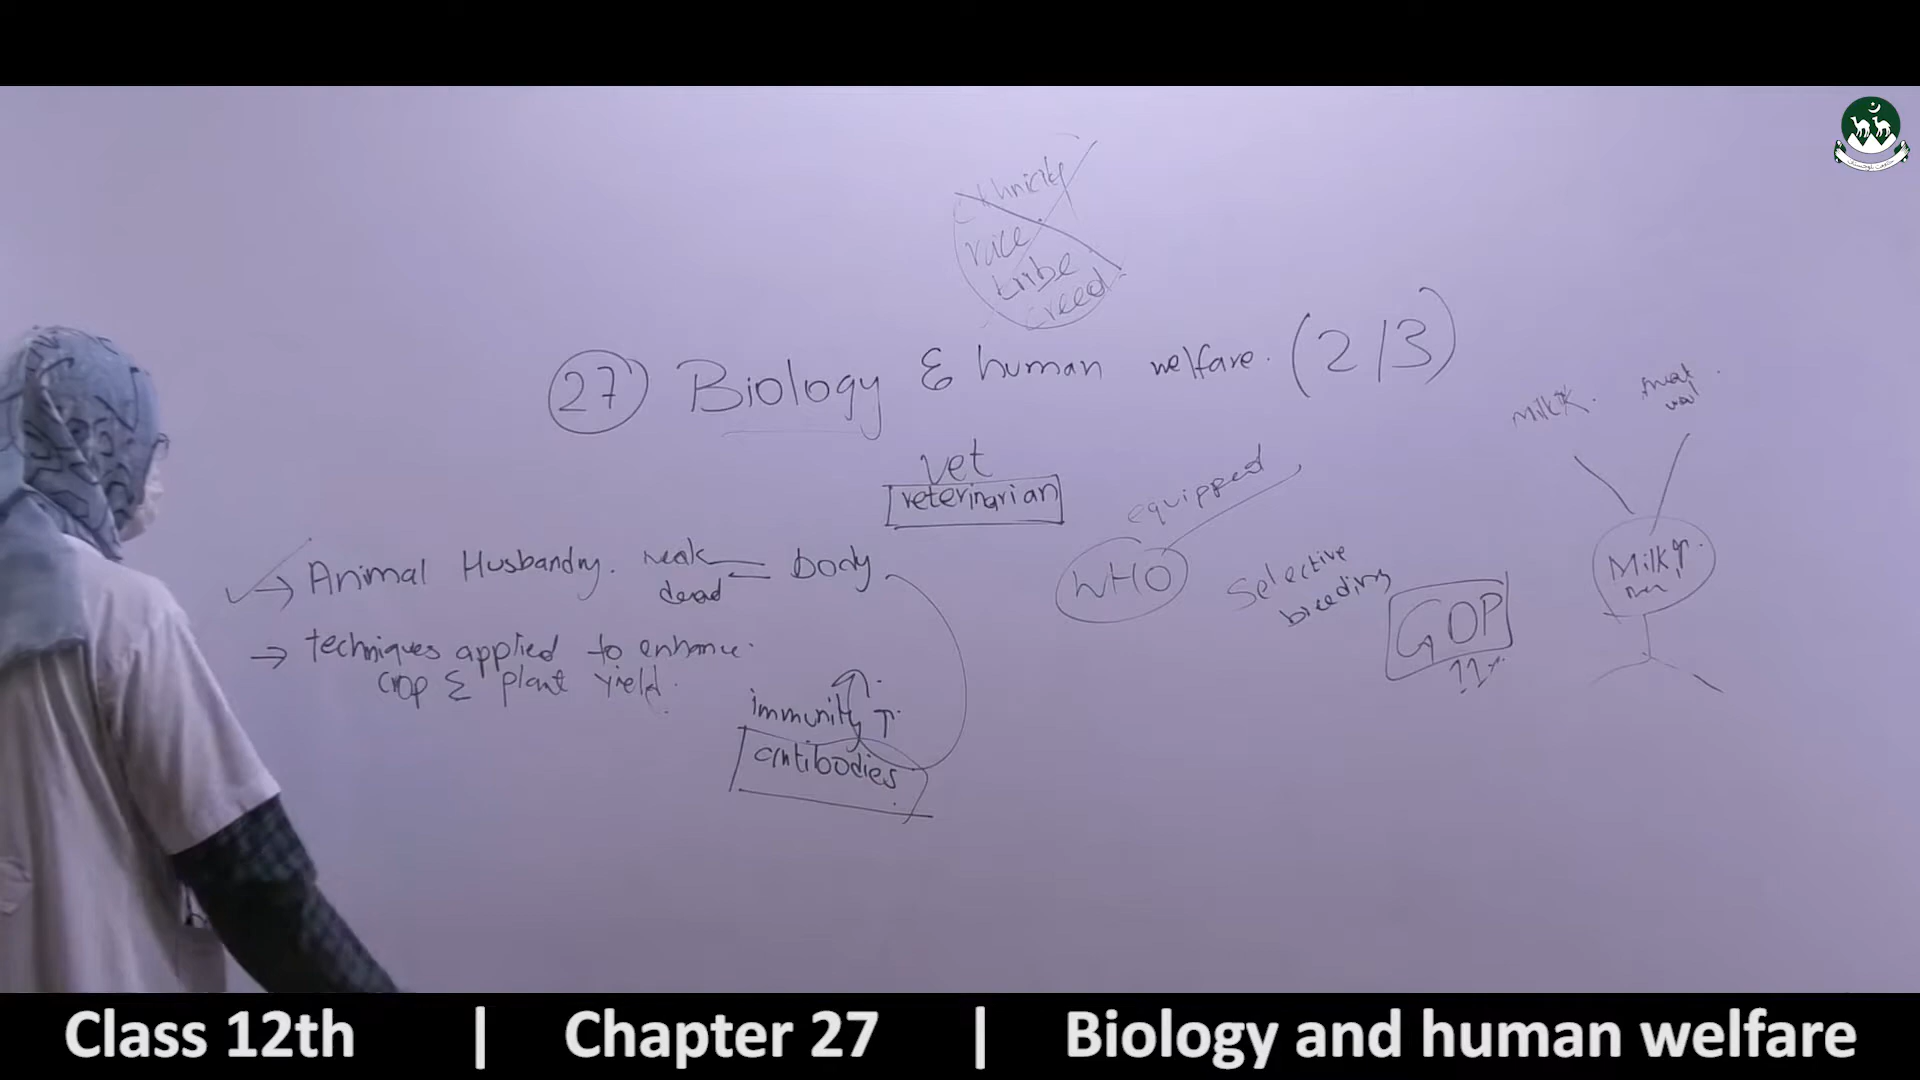 ethnicity
race
tribe
creed
27 Biology & human welfare. (2/3)
vet
veterinarian
equipped
WHO
Milk
meat
Animal Husbandry. weak body
dead
Selective
breeding
GDP
11%
Milk
→ techniques applied to enhance
crop & plant yield.
immunity ↑
antibodies
Class 12th | Chapter 27 | Biology and human welfare